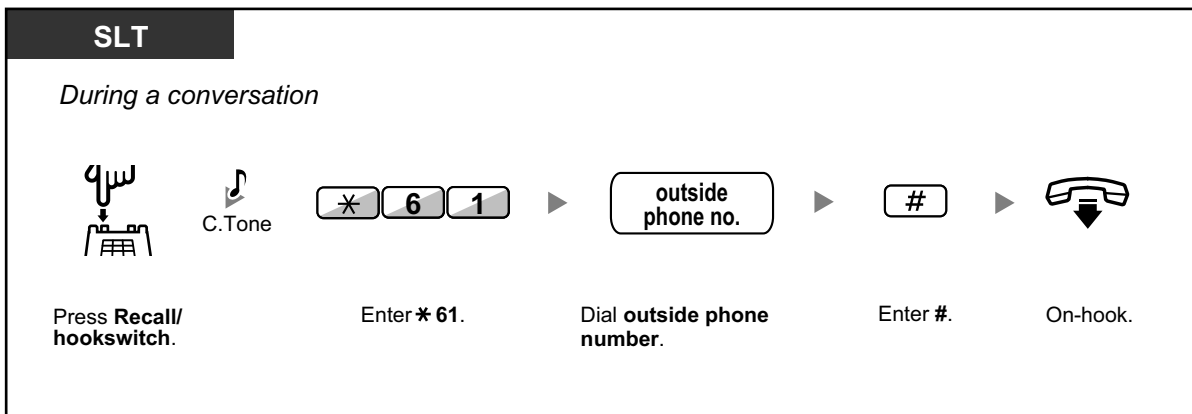 SLT
During a conversation
C.Tone
* 6 1
outside
phone no.
#
Press Recall/
hookswitch.
Enter * 61.
Dial outside phone
number.
Enter #.
On-hook.